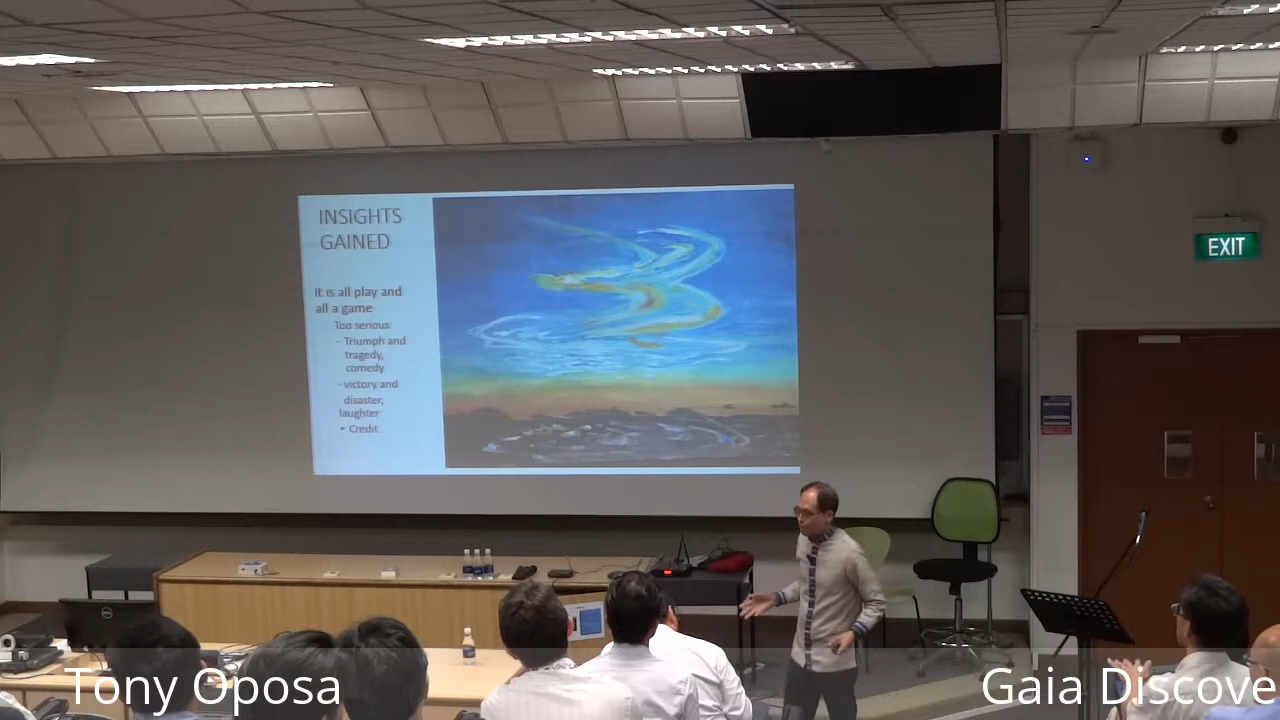 INSIGHTS
GAINED
It is all play and
all a game
Too serious
- Triumph and
tragedy,
comedy
- victory and
disaster,
laughter
• Credit
EXIT
DELL
Tony Oposa
Gaia Discove